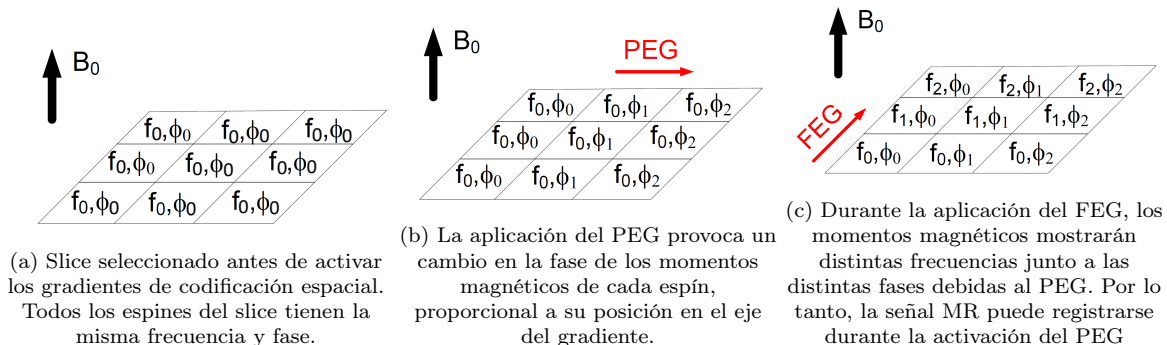 B₀
f₀,ϕ₀ f₀,ϕ₀ f₀,ϕ₀
f₀,ϕ₀ f₀,ϕ₀ f₀,ϕ₀
f₀,ϕ₀ f₀,ϕ₀ f₀,ϕ₀
(a) Slice seleccionado antes de activar
los gradientes de codificación espacial.
Todos los espines del slice tienen la
misma frecuencia y fase.
B₀
PEG
f₀,ϕ₀ f₀,ϕ₁ f₀,ϕ₂
f₀,ϕ₀ f₀,ϕ₁ f₀,ϕ₂
f₀,ϕ₀ f₀,ϕ₁ f₀,ϕ₂
(b) La aplicación del PEG provoca un
cambio en la fase de los momentos
magnéticos de cada espín,
proporcional a su posición en el eje
del gradiente.
B₀
FEG
f₂,ϕ₀ f₂,ϕ₁ f₂,ϕ₂
f₁,ϕ₀ f₁,ϕ₁ f₁,ϕ₂
f₀,ϕ₀ f₀,ϕ₁ f₀,ϕ₂
(c) Durante la aplicación del FEG, los
momentos magnéticos mostrarán
distintas frecuencias junto a las
distintas fases debidas al PEG. Por lo
tanto, la señal MR puede registrarse
durante la activación del PEG